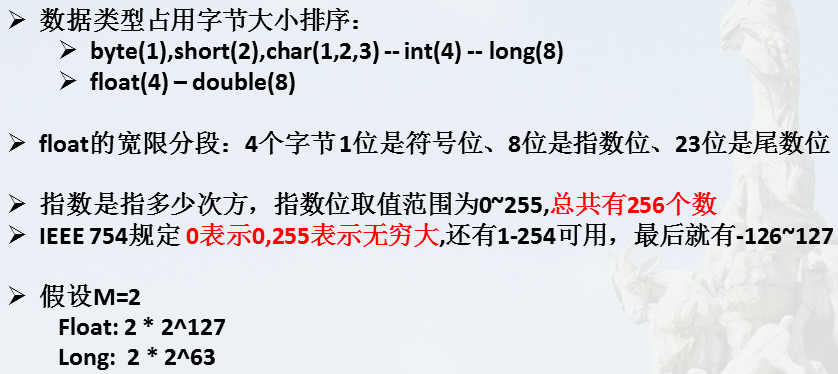 数据类型占用字节大小排序：
byte(1),short(2),char(1,2,3) -- int(4) -- long(8)
float(4) – double(8)
float的宽限分段：4个字节1位是符号位、8位是指数位、23位是尾数位
指数是指多少次方，指数位取值范围为0~255,总共有256个数
IEEE 754规定 0表示0,255表示无穷大,还有1-254可用，最后就有-126~127
假设M=2
Float: 2 * 2^127
Long:  2 * 2^63